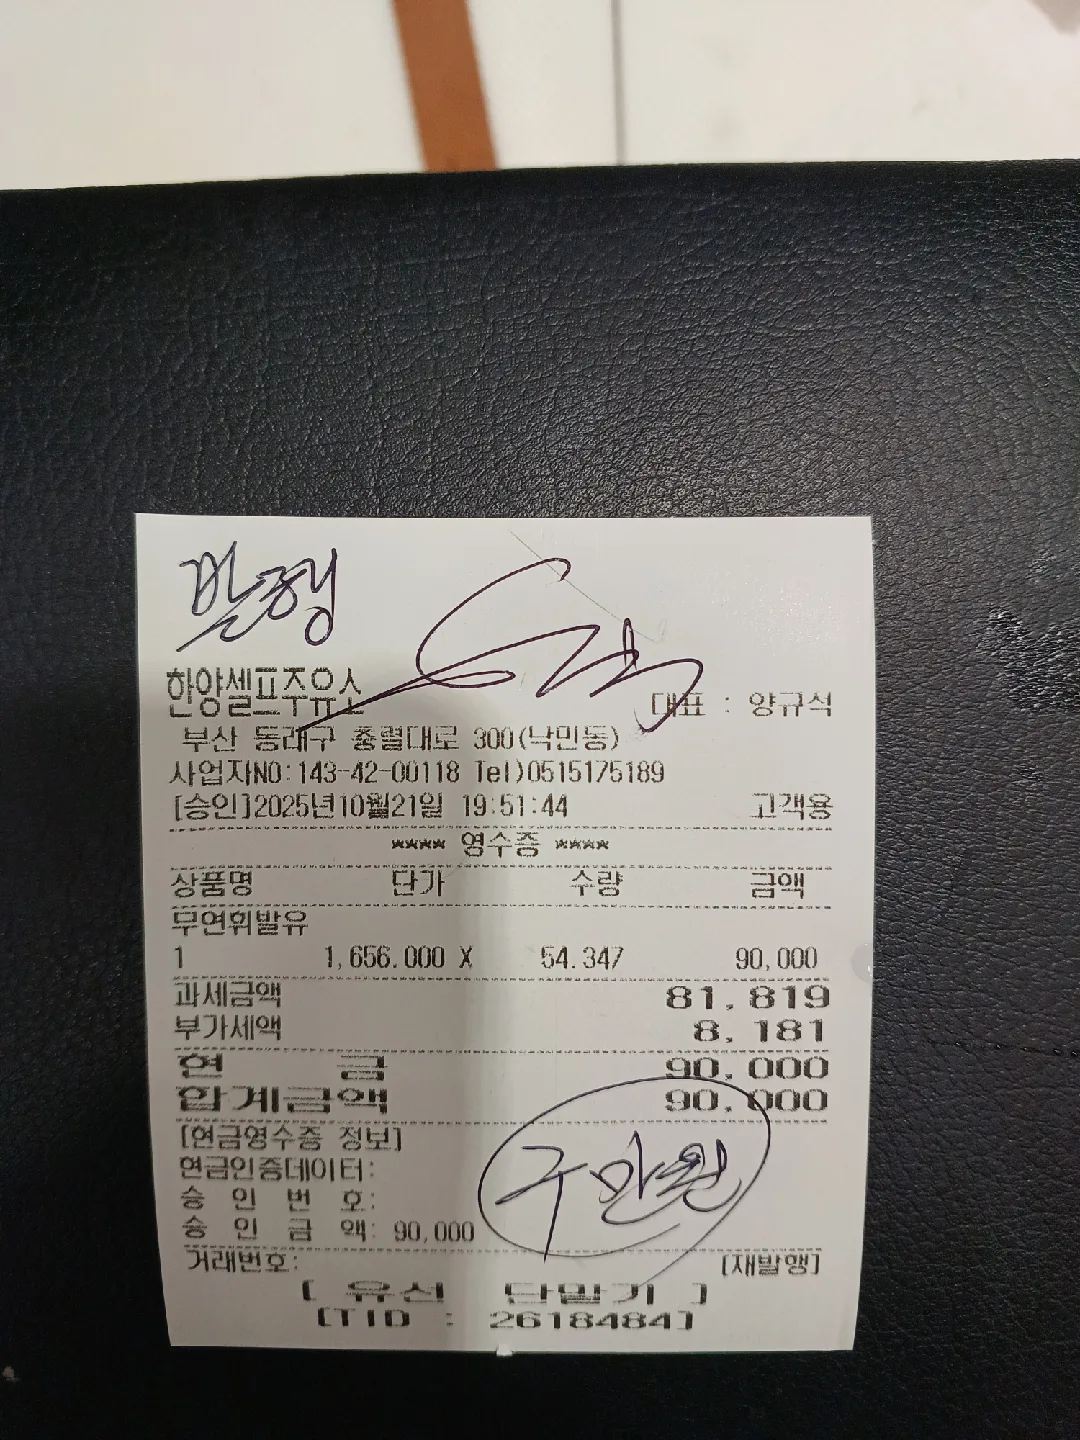 발행
한양셀프주유소 대표 : 양규석
부산 동래구 충렬대로 300(낙민동)
사업자NO:143-42-00118 Tel)0515175189
[승인]2025년10월21일 19:51:44 고객용
**** 영수증 ****
상품명 단가 수량 금액
무연휘발유
1 1,656.000 X 54.347 90,000
과세금액 81,819
부가세액 8,181
현 금 90,000
합계금액 90,000
[현금영수증 정보]
현금인증데이터:
승 인 번 호:
승 인 금 액: 90,000
구만원
거래번호: [재발행]
[ 유선 단말기 ]
[TID : 2618484]